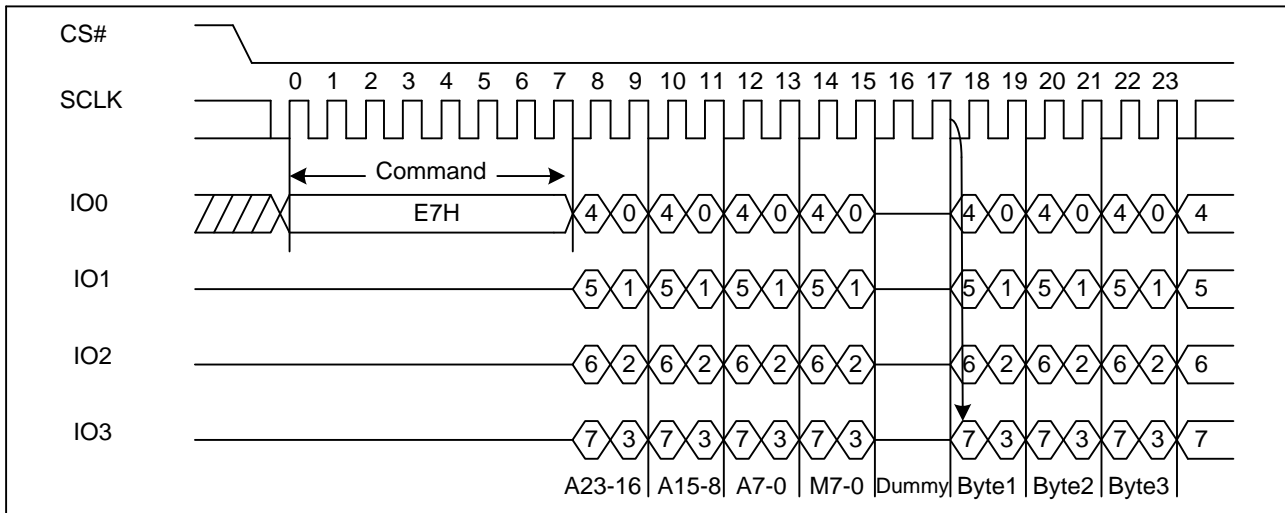 CS#
0 1 2 3 4 5 6 7 8 9 10 11 12 13 14 15 16 17 18 19 20 21 22 23
SCLK
Command
IO0 E7H 4 0 4 0 4 0 4 0 4 0 4 0 4 0 4
IO1 5 1 5 1 5 1 5 1 5 1 5 1 5 1 5
IO2 6 2 6 2 6 2 6 2 6 2 6 2 6 2 6
IO3 7 3 7 3 7 3 7 3 7 3 7 3 7 3 7
A23-16 A15-8 A7-0 M7-0 Dummy Byte1 Byte2 Byte3